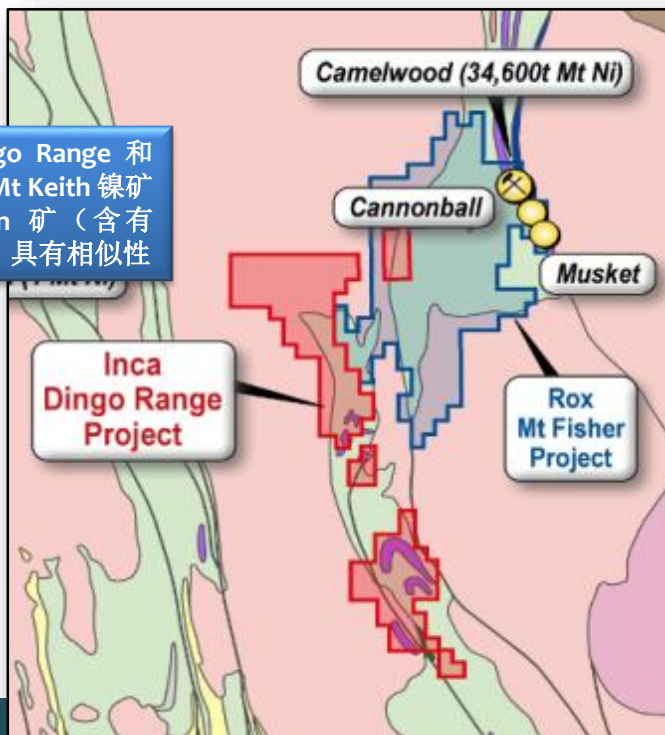 Camelwood (34,600t Mt Ni)
go Range 和
Mt Keith 镍矿
n 矿（含有
具有相似性
Cannonball
Musket
Inca
Dingo Range
Project
Rox
Mt Fisher
Project